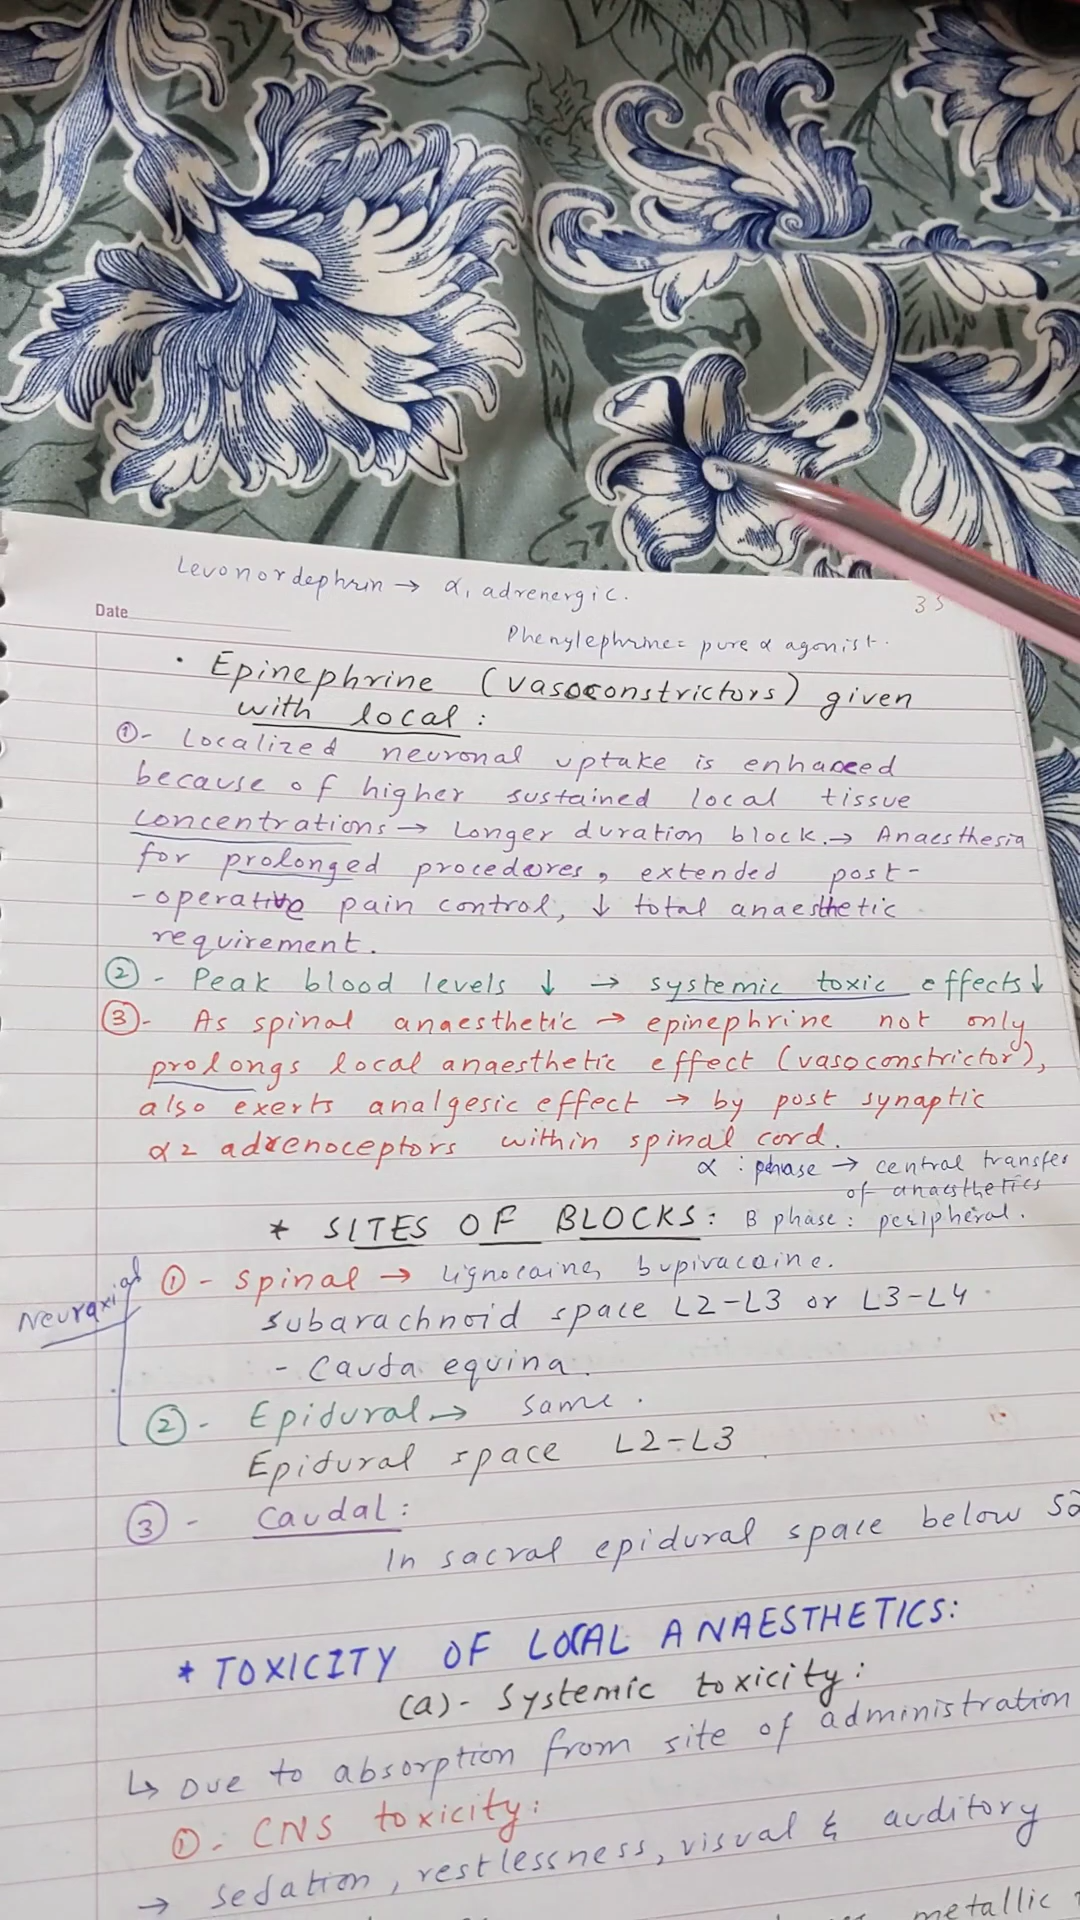 Levonordephrin → α, adrenergic.
35
Date
Phenylephrine = pure α agonist.
• Epinephrine (vasoconstrictors) given
with local :
①- Localized neuronal uptake is enhanced
because of higher sustained local tissue
concentrations → Longer duration block. → Anaesthesia
for prolonged procedures, extended post-
-operative pain control, ↓ total anaesthetic
requirement.
②- Peak blood levels ↓ → systemic toxic effects↓
③- As spinal anaesthetic → epinephrine not only
prolongs local anaesthetic effect (vasoconstrictor),
also exerts analgesic effect → by post synaptic
α2 adrenoceptors within spinal cord.
α : phase → central transfer
of anaesthetics
* SITES OF BLOCKS: B phase : peripheral.
Neuraxial
①- Spinal → Lignocaine, bupivacaine.
Subarachnoid space L2-L3 or L3-L4.
- Cauda equina.
②- Epidural → same.
Epidural space L2-L3
③- Caudal :
In sacral epidural space below S2
* TOXICITY OF LOCAL ANAESTHETICS:
(a)- Systemic toxicity :
↳ Due to absorption from site of administration
①- CNS toxicity:
→ Sedation, restlessness, visual & auditory
metallic